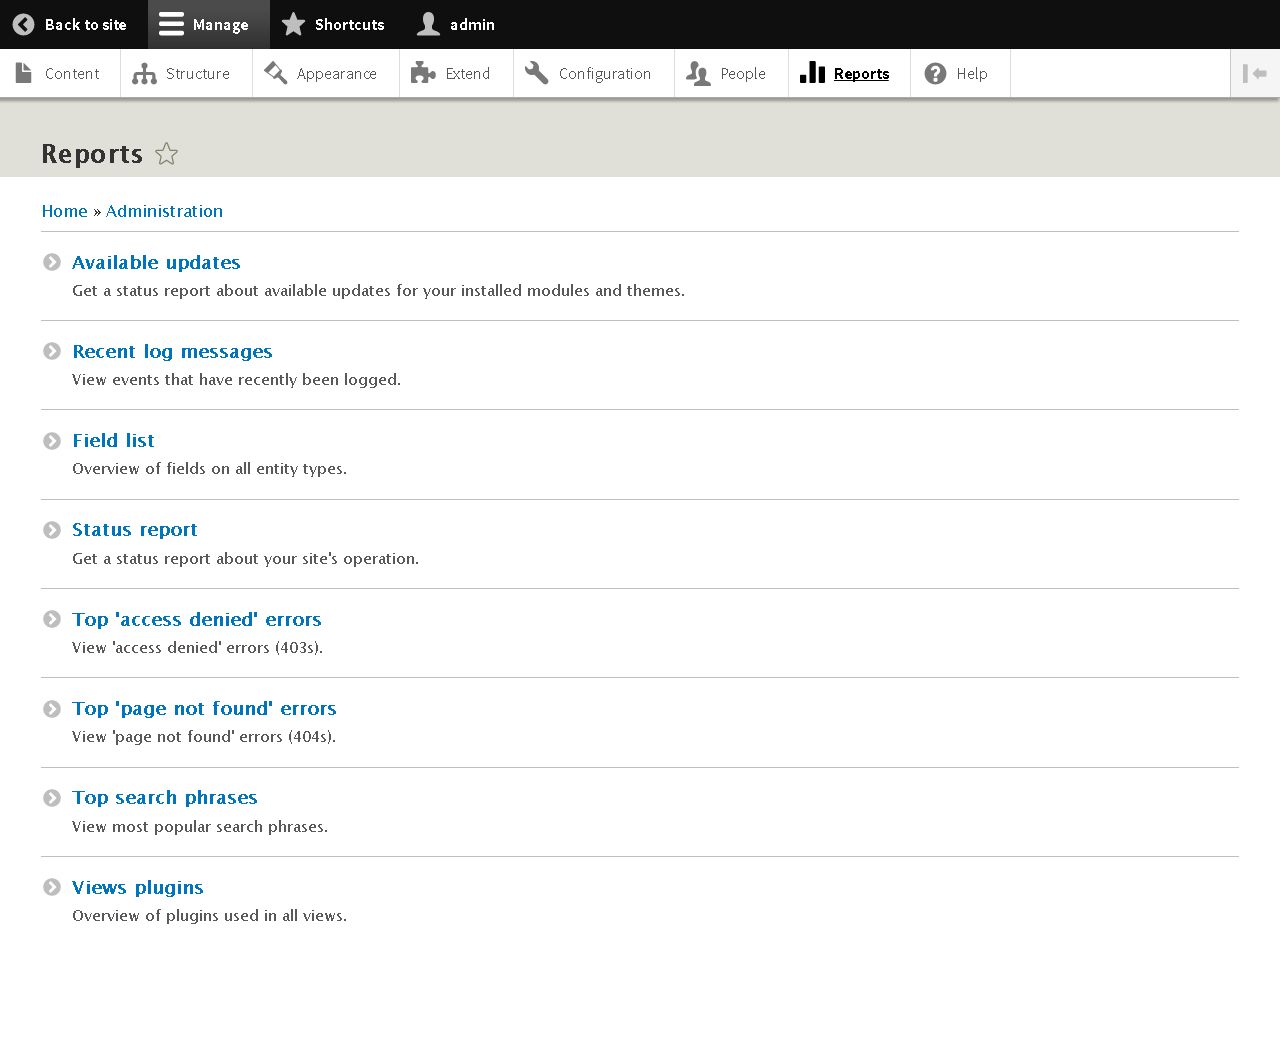 Back to site Manage Shortcuts admin
Content Structure Appearance Extend Configuration People Reports Help
Reports
Home » Administration
Available updates
Get a status report about available updates for your installed modules and themes.
Recent log messages
View events that have recently been logged.
Field list
Overview of fields on all entity types.
Status report
Get a status report about your site's operation.
Top 'access denied' errors
View 'access denied' errors (403s).
Top 'page not found' errors
View 'page not found' errors (404s).
Top search phrases
View most popular search phrases.
Views plugins
Overview of plugins used in all views.